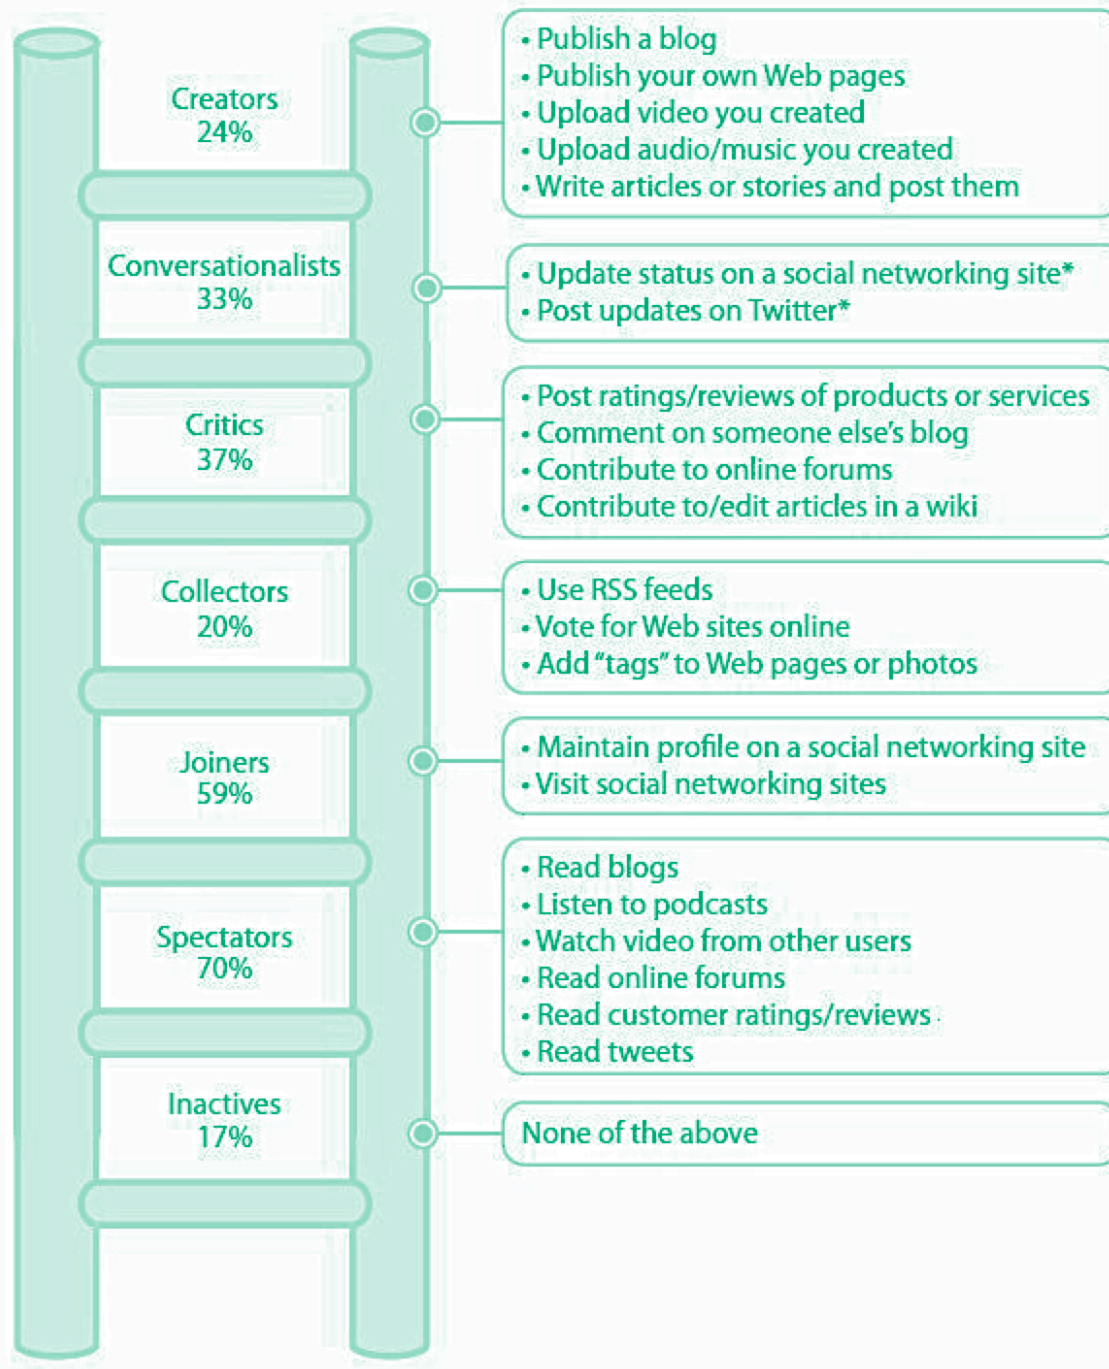 Creators
24%
• Publish a blog
• Publish your own Web pages
• Upload video you created
• Upload audio/music you created
• Write articles or stories and post them
Conversationalists
33%
• Update status on a social networking site*
• Post updates on Twitter*
Critics
37%
• Post ratings/reviews of products or services
• Comment on someone else’s blog
• Contribute to online forums
• Contribute to/edit articles in a wiki
Collectors
20%
• Use RSS feeds
• Vote for Web sites online
• Add “tags” to Web pages or photos
Joiners
59%
• Maintain profile on a social networking site
• Visit social networking sites
Spectators
70%
• Read blogs
• Listen to podcasts
• Watch video from other users
• Read online forums
• Read customer ratings/reviews
• Read tweets
Inactives
17%
None of the above